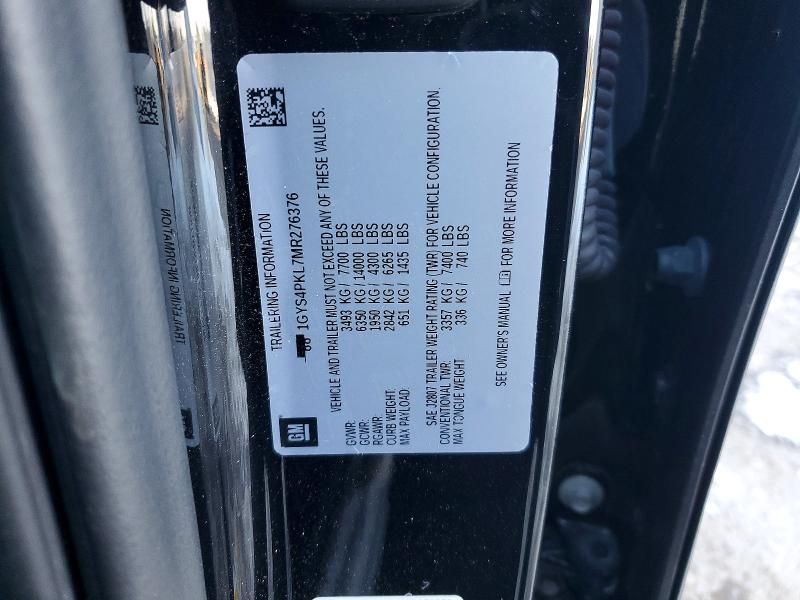 TRAILERING INFORMATION
1GYS4PKL7MR276376
VEHICLE AND TRAILER MUST NOT EXCEED ANY OF THESE VALUES.
GVWR: 3493 KG/ 7700 LBS
GCWR: 6350 KG/ 14000 LBS
RGAWR: 1950 KG/ 4300 LBS
CURB WEIGHT: 2842 KG/ 6265 LBS
MAX PAYLOAD: 651 KG/ 1435 LBS
SAE J2807 TRAILER WEIGHT RATING (TWR) FOR VEHICLE CONFIGURATION.
CONVENTIONAL TWR: 3357 KG/ 7400 LBS
MAX TONGUE WEIGHT 336 KG/ 740 LBS
SEE OWNER'S MANUAL FOR MORE INFORMATION
GM